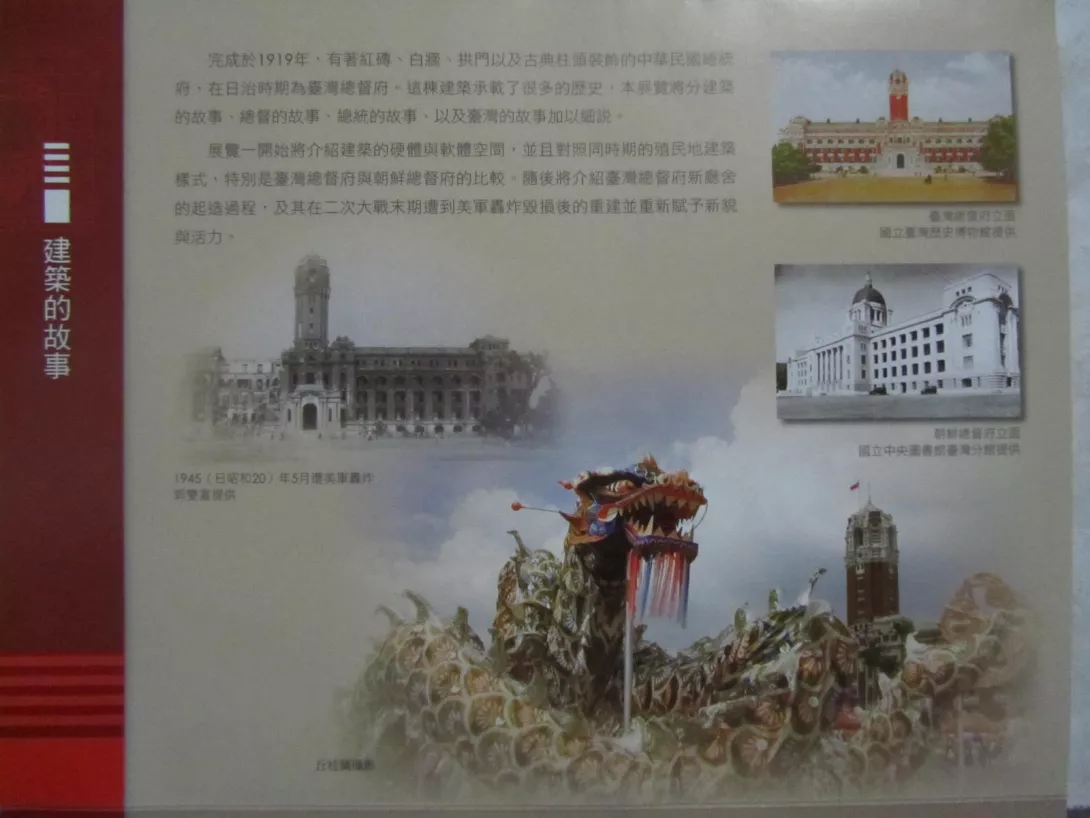 建築的故事
完成於1919年、有著紅磚、白牆、拱門以及古典柱頭裝飾的中華民國總統
府，在日治時期為臺灣總督府。這棟建築承載了很多的歷史，本展覽將分建築
的故事、總督的故事、總統的故事、以及臺灣的故事加以細說。
展覽一開始將介紹建築的硬體與軟體空間，並且對照同時期的殖民地建築
樣式、特別是臺灣總督府與朝鮮總督府的比較。隨後將介紹臺灣總督府新廳舍
的起造過程，及其在二次大戰末期遭到美軍轟炸毀損後的重建並重新賦予新貌
與活力。
臺灣總督府立面
國立臺灣歷史博物館提供
朝鮮總督府立面
國立中央圖書館臺灣分館提供
1945（日昭和20）年5月遭美軍轟炸
提供
攝影